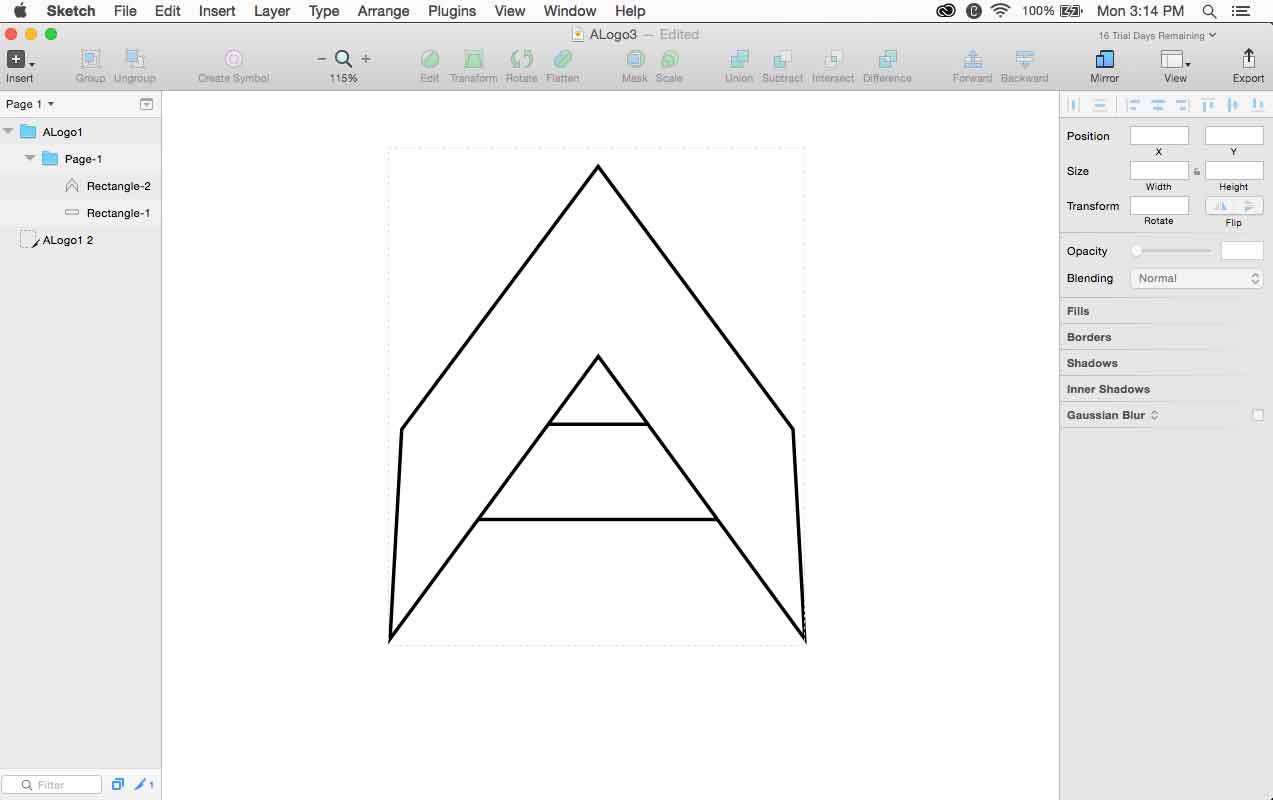 Sketch File Edit Insert Layer Type Arrange Plugins View Window Help 100% Mon 3:14 PM
ALogo3 — Edited
16 Trial Days Remaining
Insert Group Ungroup Create Symbol 115% Edit Transform Rotate Flatten Mask Scale Union Subtract Intersect Difference Forward Backward Mirror View Export
Page 1
ALogo1
Page-1
Rectangle-2
Rectangle-1
ALogo1 2
Position
X Y
Size
Width Height
Transform
Rotate Flip
Opacity
Blending Normal
Fills
Borders
Shadows
Inner Shadows
Gaussian Blur
Filter 1